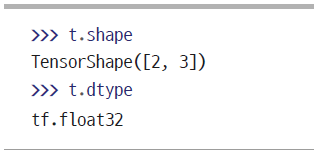 >>> t.shape
TensorShape([2, 3])
>>> t.dtype
tf.float32